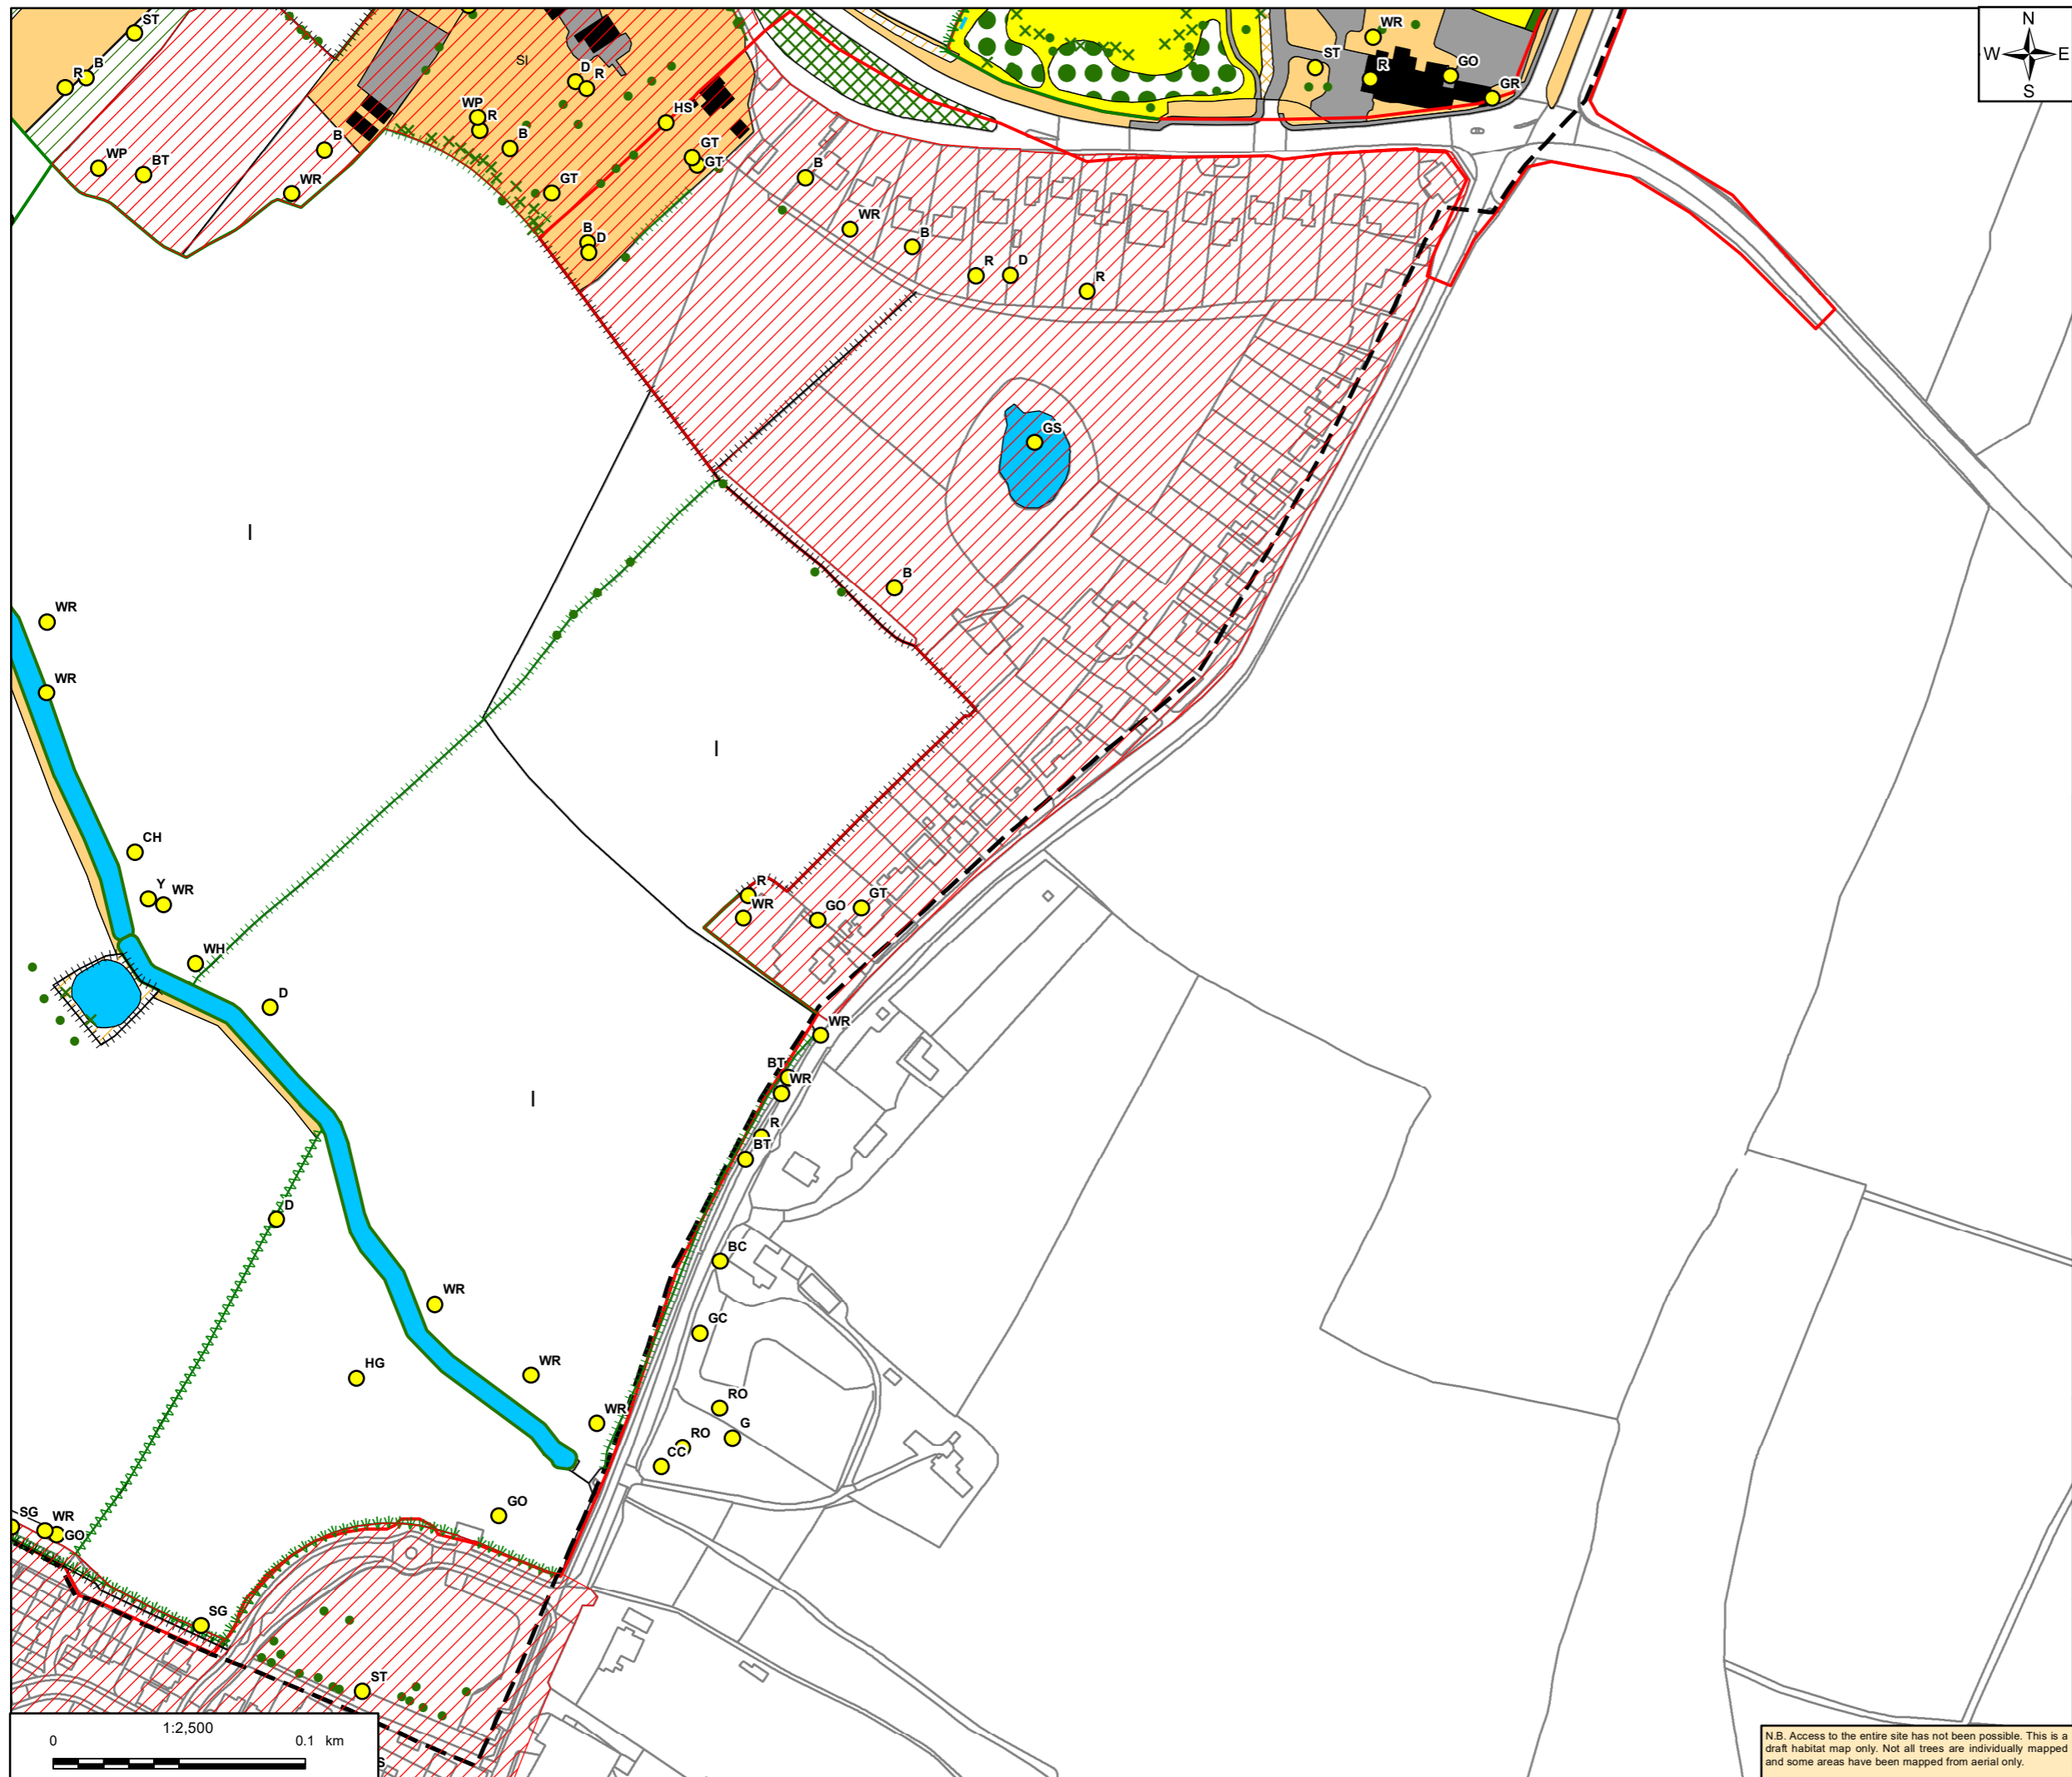 N
W E
S
ST
B
R
SI
D
R
WP
R
B
HS
WR
ST
GO
R
GR
B
WP
BT
WR
GT
GT
GT
B
D
B
WR
B
R
D
R
GS
I
B
WR
WR
I
CH
Y
WR
R
WR
GO
GT
WH
D
WR
BT
WR
I
R
BT
D
BC
WR
GC
HG
WR
RO
WR
G
RO
CC
GO
SG
WR
GO
SG
ST
1:2,500
0 0.1 km
S
N.B. Access to the entire site has not been possible. This is a
draft habitat map only. Not all trees are individually mapped
and some areas have been mapped from aerial only.